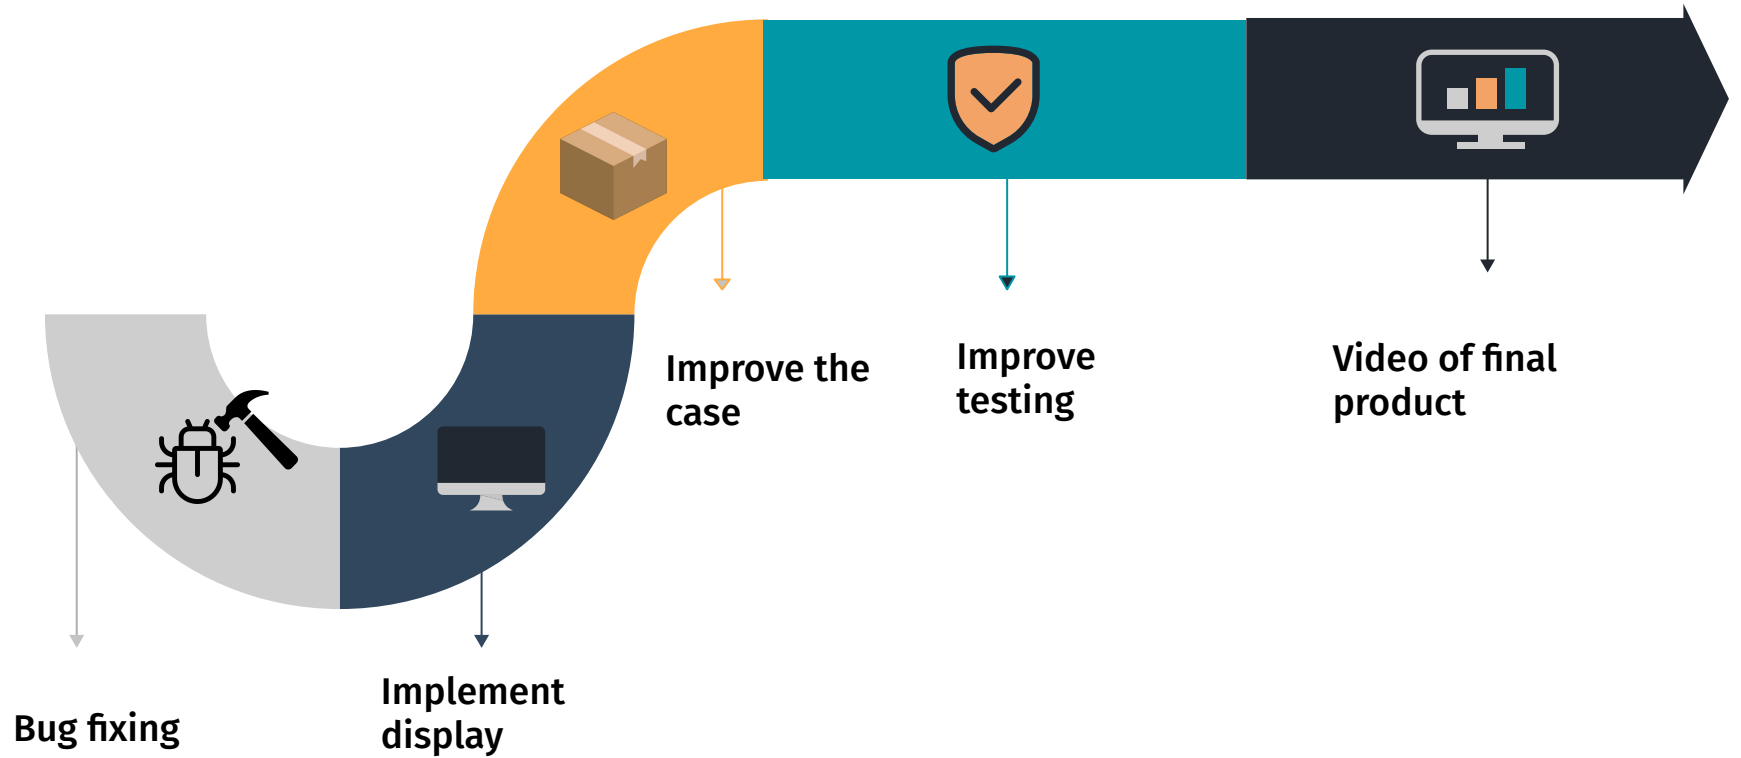 Bug fixing
Implement
display
Improve the
case
Improve
testing
Video of final
product